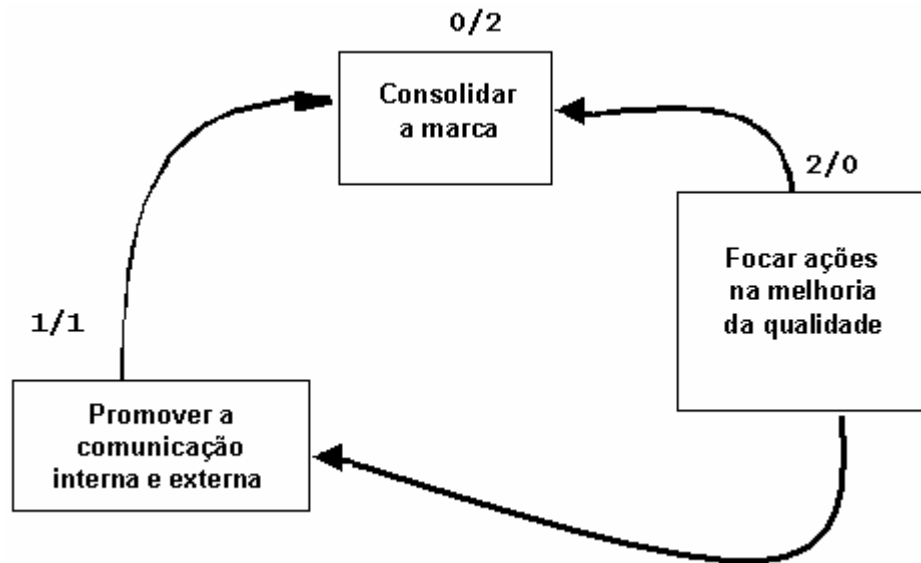 0/2
Consolidar
a marca
2/0
Focar ações
na melhoria
da qualidade
1/1
Promover a
comunicação
interna e externa